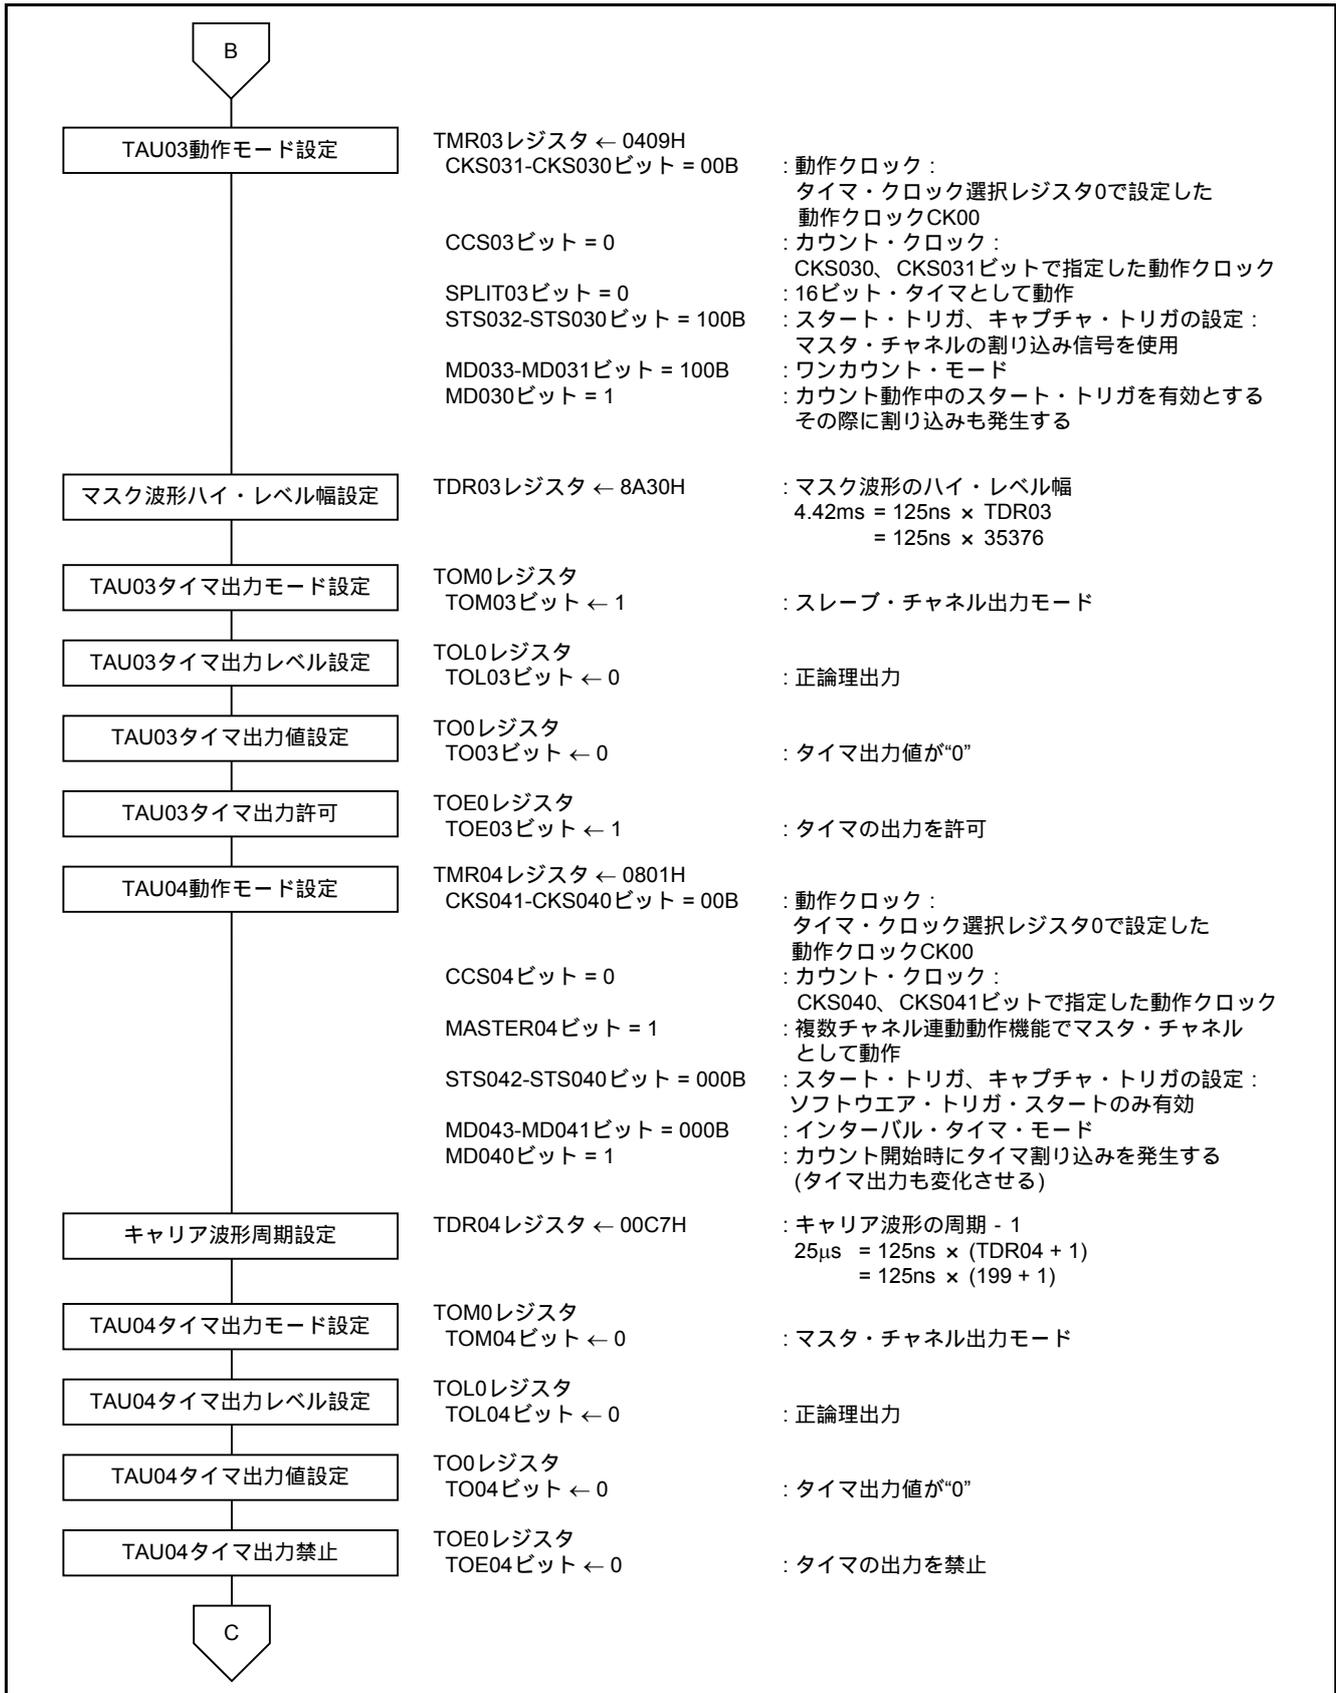 B
TAU03動作モード設定
TMR03レジスタ ← 0409H
CKS031-CKS030ビット = 00B : 動作クロック :
タイマ・クロック選択レジスタ0で設定した
動作クロックCK00
CCS03ビット = 0 : カウント・クロック :
CKS030、CKS031ビットで指定した動作クロック
SPLIT03ビット = 0 : 16ビット・タイマとして動作
STS032-STS030ビット = 100B : スタート・トリガ、キャプチャ・トリガの設定 :
マスタ・チャネルの割り込み信号を使用
MD033-MD031ビット = 100B : ワンカウント・モード
MD030ビット = 1 : カウント動作中のスタート・トリガを有効とする
その際に割り込みも発生する
マスク波形ハイ・レベル幅設定
TDR03レジスタ ← 8A30H : マスク波形のハイ・レベル幅
4.42ms = 125ns × TDR03
= 125ns × 35376
TAU03タイマ出力モード設定
TOM0レジスタ
TOM03ビット ← 1 : スレーブ・チャネル出力モード
TAU03タイマ出力レベル設定
TOL0レジスタ
TOL03ビット ← 0 : 正論理出力
TAU03タイマ出力値設定
TO0レジスタ
TO03ビット ← 0 : タイマ出力値が“0”
TAU03タイマ出力許可
TOE0レジスタ
TOE03ビット ← 1 : タイマの出力を許可
TAU04動作モード設定
TMR04レジスタ ← 0801H
CKS041-CKS040ビット = 00B : 動作クロック :
タイマ・クロック選択レジスタ0で設定した
動作クロックCK00
CCS04ビット = 0 : カウント・クロック :
CKS040、CKS041ビットで指定した動作クロック
MASTER04ビット = 1 : 複数チャネル連動動作機能でマスタ・チャネル
として動作
STS042-STS040ビット = 000B : スタート・トリガ、キャプチャ・トリガの設定 :
ソフトウエア・トリガ・スタートのみ有効
MD043-MD041ビット = 000B : インターバル・タイマ・モード
MD040ビット = 1 : カウント開始時にタイマ割り込みを発生する
(タイマ出力も変化させる)
キャリア波形周期設定
TDR04レジスタ ← 00C7H : キャリア波形の周期 - 1
25μs = 125ns × (TDR04 + 1)
= 125ns × (199 + 1)
TAU04タイマ出力モード設定
TOM0レジスタ
TOM04ビット ← 0 : マスタ・チャネル出力モード
TAU04タイマ出力レベル設定
TOL0レジスタ
TOL04ビット ← 0 : 正論理出力
TAU04タイマ出力値設定
TO0レジスタ
TO04ビット ← 0 : タイマ出力値が“0”
TAU04タイマ出力禁止
TOE0レジスタ
TOE04ビット ← 0 : タイマの出力を禁止
C